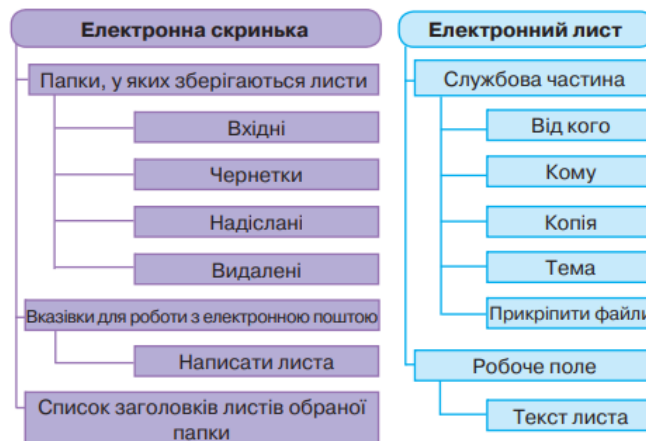 Електронна скринька
Папки, у яких зберігаються листи
Вхідні
Чернетки
Надіслані
Видалені
Вказівки для роботи з електронною поштою
Написати листа
Список заголовків листів обраної
папки
Електронний лист
Службова частина
Від кого
Кому
Копія
Тема
Прикріпити файли
Робоче поле
Текст листа